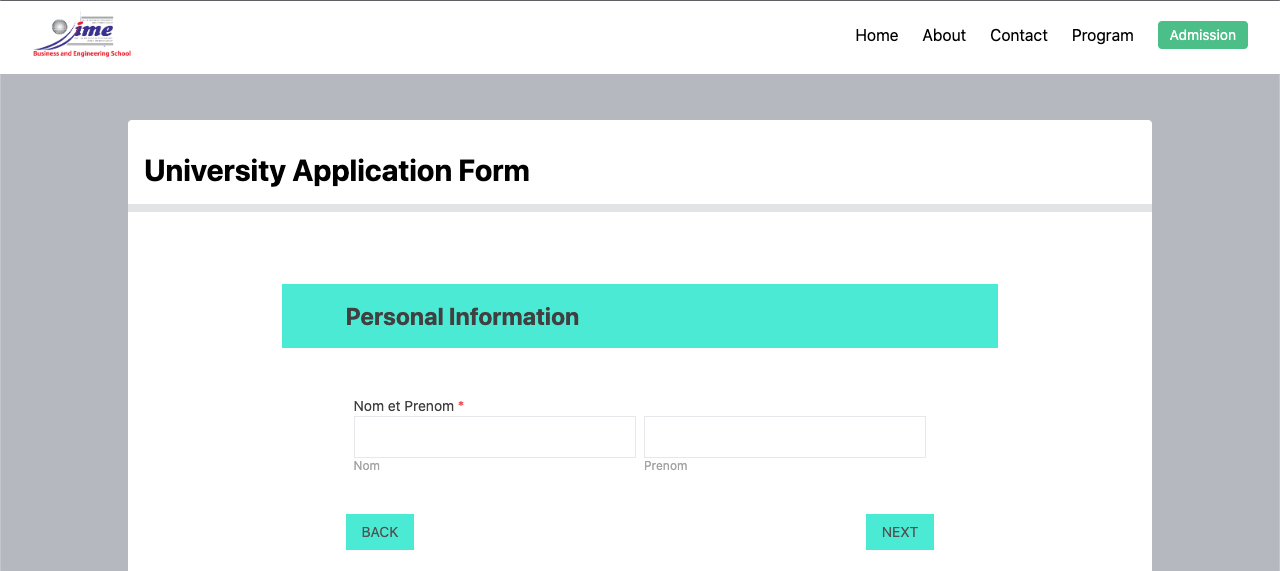 ime
Business and Engineering School
Home About Contact Program Admission
University Application Form
Personal Information
Nom et Prenom *
Nom Prenom
BACK NEXT